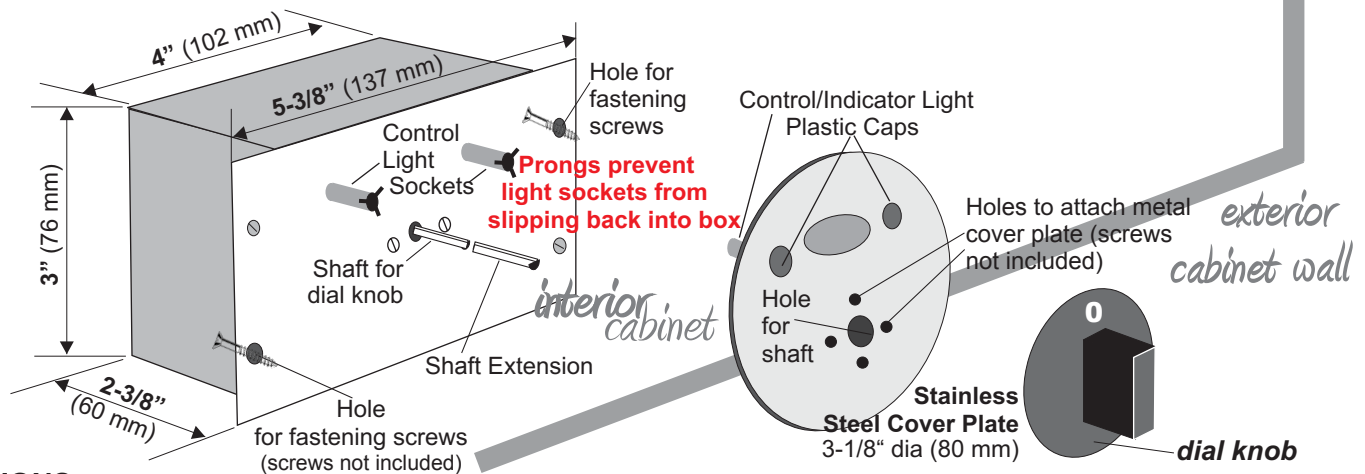 4” (102 mm)
5-3/8” (137 mm)
3” (76 mm)
2-3/8”
(60 mm)
Hole for
fastening
screws
Control
Light
Sockets
Prongs prevent
light sockets from
slipping back into box
Shaft for
dial knob
Shaft Extension
interior
cabinet
Hole
for fastening screws
(screws not included)
Control/Indicator Light
Plastic Caps
Holes to attach metal
cover plate (screws
not included)
Hole
for
shaft
exterior
cabinet wall
Stainless
Steel Cover Plate
3-1/8“ dia (80 mm)
0
dial knob